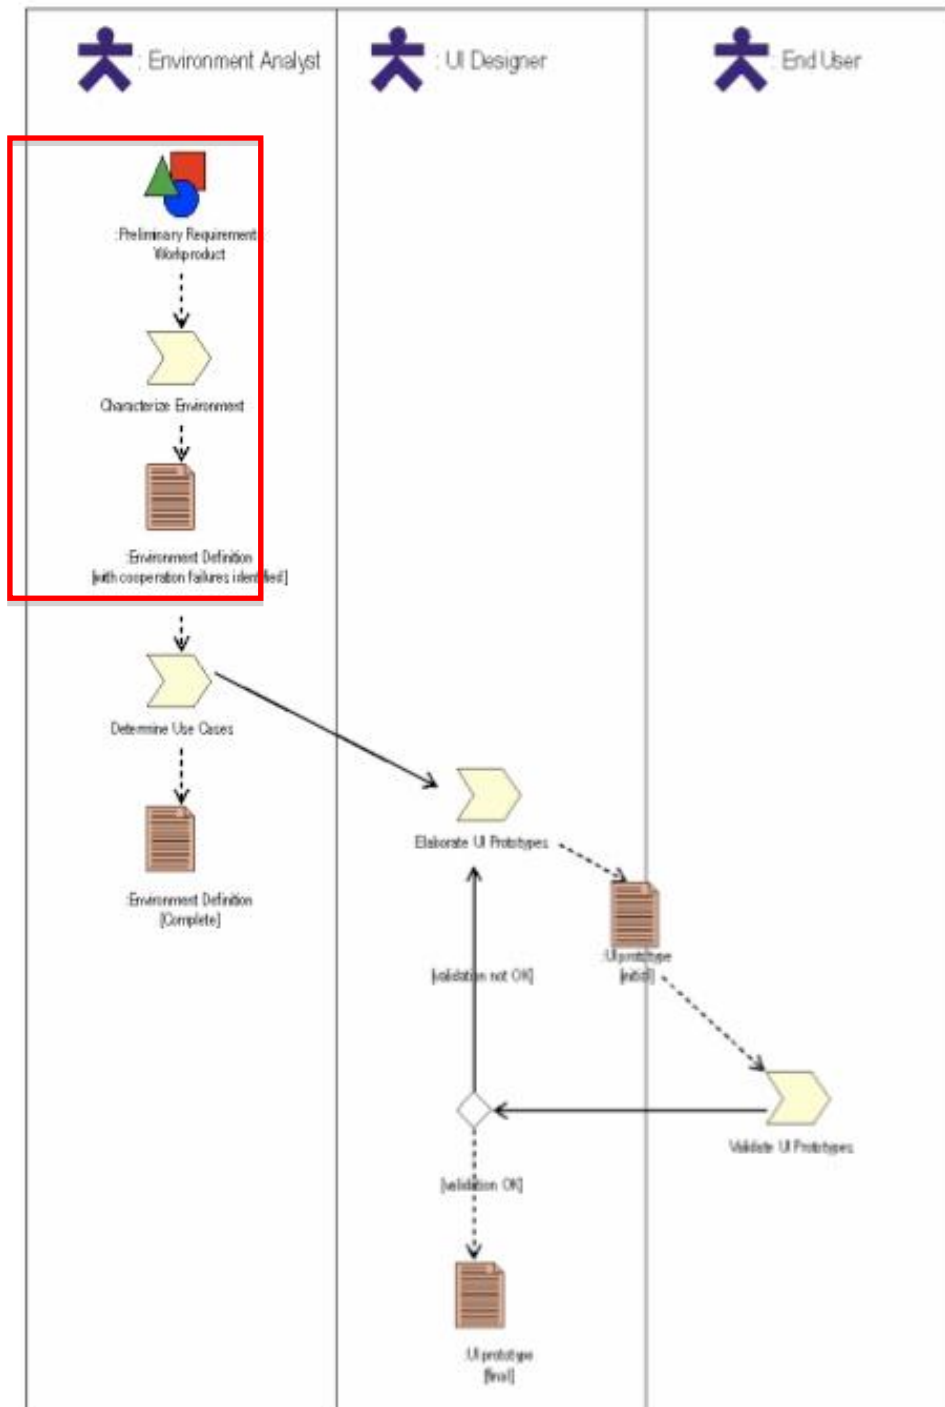 : Environment Analyst
: UI Designer
: End User
:Preliminary Requirement
Workproduct
Characterize Environment
:Environment Definition
[with cooperation failures identified]
Determine Use Cases
:Environment Definition
[Complete]
Elaborate UI Prototypes
:UI prototype
[initial]
[validation not OK]
Validate UI Prototypes
[validation OK]
:UI prototype
[final]